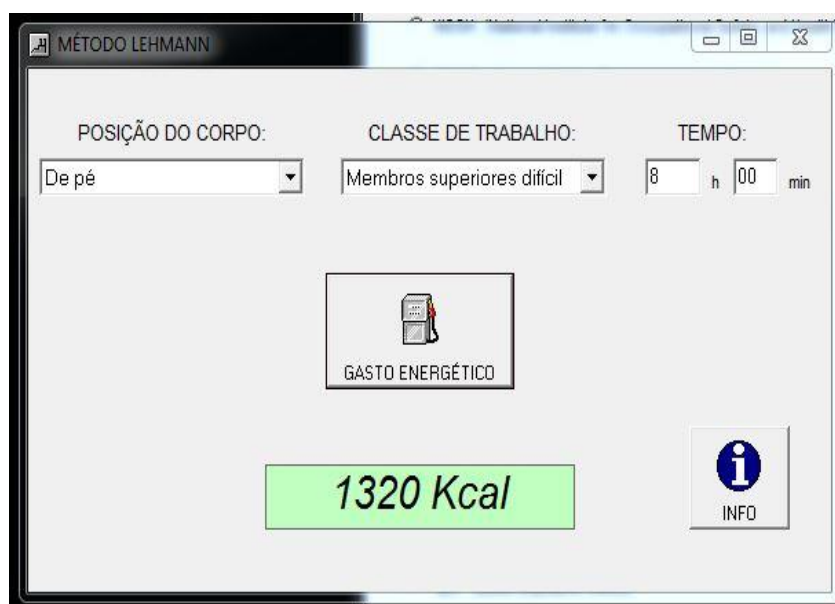 MÉTODO LEHMANN
POSIÇÃO DO CORPO: CLASSE DE TRABALHO: TEMPO:
De pé Membros superiores difícil 8 h 00 min
GASTO ENERGÉTICO
1320 Kcal
INFO